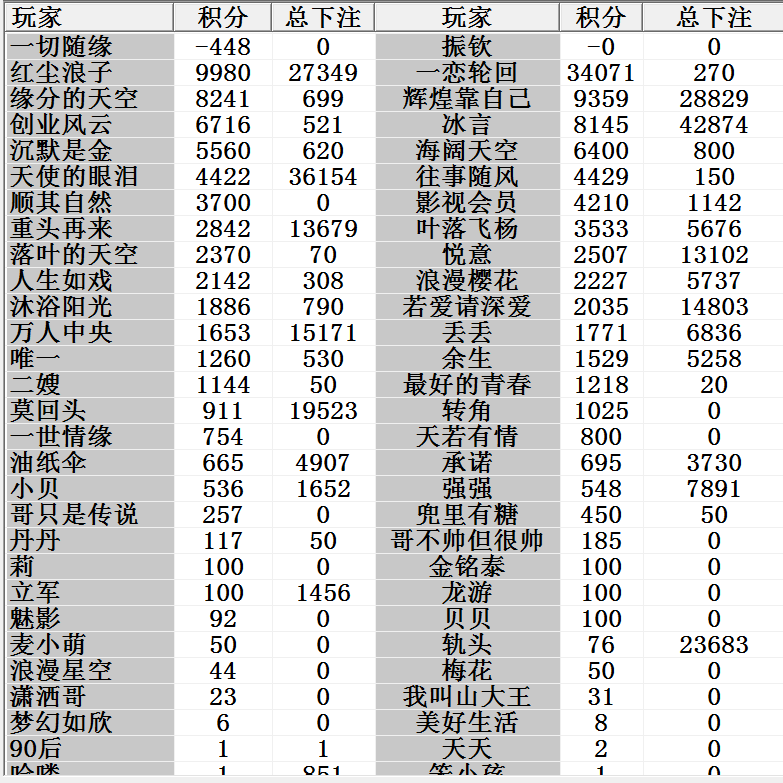 玩家 积分 总下注 玩家 积分 总下注
一切随缘 -448 0 振钦 -0 0
红尘浪子 9980 27349 一恋轮回 34071 270
缘分的天空 8241 699 辉煌靠自己 9359 28829
创业风云 6716 521 冰言 8145 42874
沉默是金 5560 620 海阔天空 6400 800
天使的眼泪 4422 36154 往事随风 4429 150
顺其自然 3700 0 影视会员 4210 1142
重头再来 2842 13679 叶落飞杨 3533 5676
落叶的天空 2370 70 悦意 2507 13102
人生如戏 2142 308 浪漫樱花 2227 5737
沐浴阳光 1886 790 若爱请深爱 2035 14803
万人中央 1653 15171 丢丢 1771 6836
唯一 1260 530 余生 1529 5258
二嫂 1144 50 最好的青春 1218 20
莫回头 911 19523 转角 1025 0
一世情缘 754 0 天若有情 800 0
油纸伞 665 4907 承诺 695 3730
小贝 536 1652 强强 548 7891
哥只是传说 257 0 兜里有糖 450 50
丹丹 117 50 哥不帅但很帅 185 0
莉 100 0 金铭泰 100 0
立军 100 1456 龙游 100 0
魅影 92 0 贝贝 100 0
麦小萌 50 0 轨头 76 23683
浪漫星空 44 0 梅花 50 0
潇洒哥 23 0 我叫山大王 31 0
梦幻如欣 6 0 美好生活 8 0
90后 1 1 天天 2 0
哈喽 1 851 笨小孩 1 0